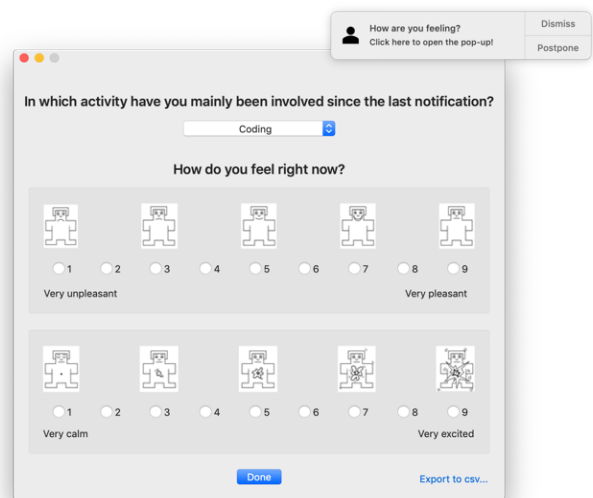 How are you feeling?
Click here to open the pop-up!
Dismiss
Postpone
In which activity have you mainly been involved since the last notification?
Coding
How do you feel right now?
1 2 3 4 5 6 7 8 9
Very unpleasant Very pleasant
1 2 3 4 5 6 7 8 9
Very calm Very excited
Done
Export to csv...